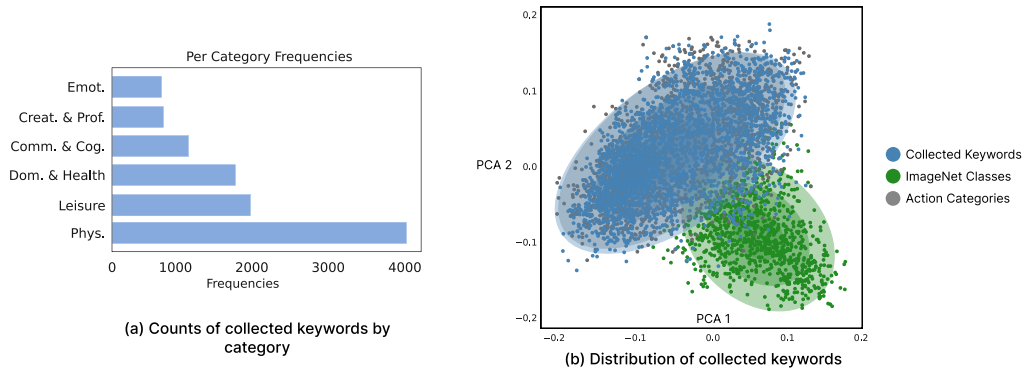 Per Category Frequencies
Emot.
Creat. & Prof.
Comm. & Cog.
Dom. & Health
Leisure
Phys.
0 1000 2000 3000 4000
Frequencies
(a) Counts of collected keywords by
category
0.2
0.1
PCA 2
0.0
−0.1
−0.2
PCA 1
−0.2 −0.1 0.0 0.1 0.2
(b) Distribution of collected keywords
Collected Keywords
ImageNet Classes
Action Categories